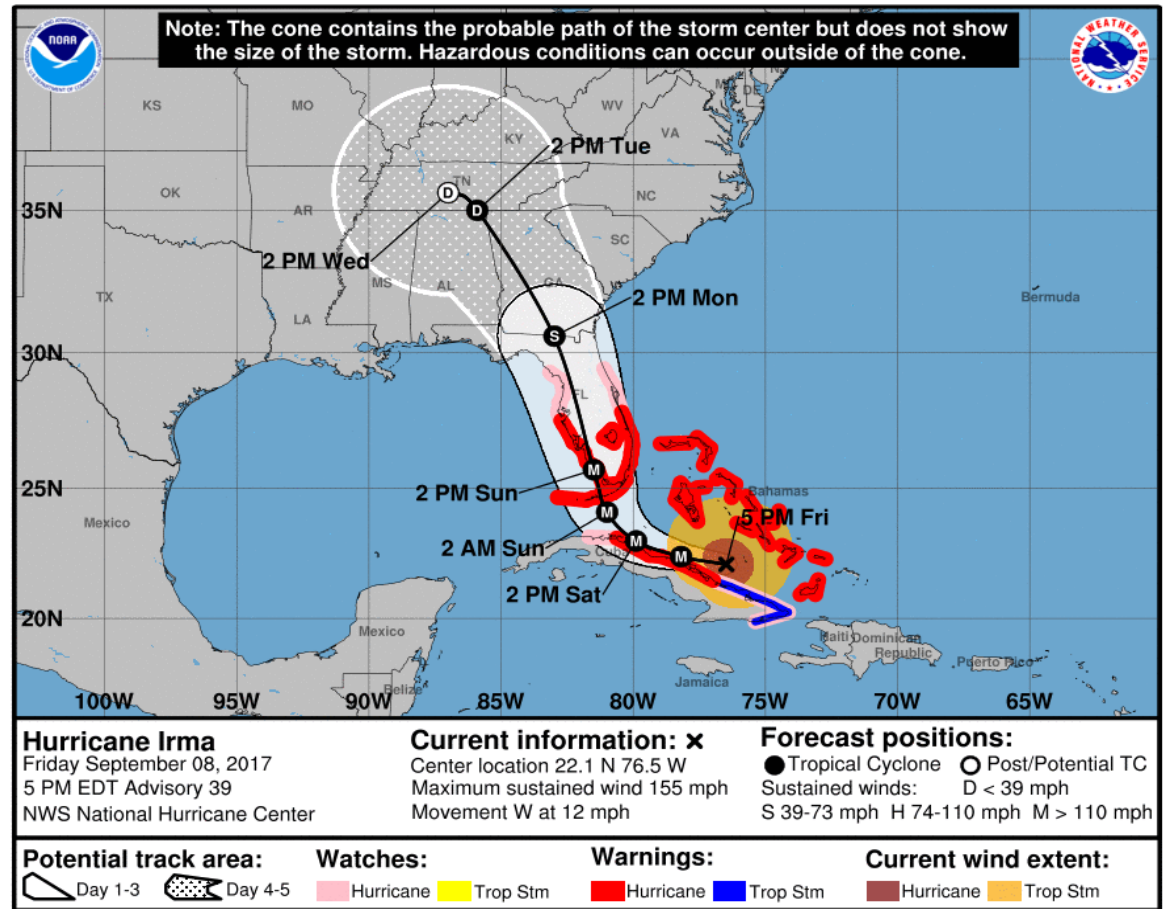 Note: The cone contains the probable path of the storm center but does not show
the size of the storm. Hazardous conditions can occur outside of the cone.
NOAA
NATIONAL WEATHER SERVICE
KS
MO
WV
DE
KY
VA
2 PM Tue
OK
TN
NC
AR
35N
SC
2 PM Wed
MS
AL
GA
2 PM Mon
TX
LA
Bermuda
30N
FL
25N
2 PM Sun
Bahamas
Mexico
5 PM Fri
2 AM Sun
Cuba
2 PM Sat
20N
Mexico
Haiti
Dominican
Republic
Puerto Rico
Jamaica
Belize
100W 95W 90W 85W 80W 75W 70W 65W
D
D
S
M
M
M
M
Hurricane Irma
Friday September 08, 2017
5 PM EDT Advisory 39
NWS National Hurricane Center
Current information: x
Center location 22.1 N 76.5 W
Maximum sustained wind 155 mph
Movement W at 12 mph
Forecast positions:
Tropical Cyclone Post/Potential TC
Sustained winds: D < 39 mph
S 39-73 mph H 74-110 mph M > 110 mph
Potential track area:
Day 1-3 Day 4-5
Watches:
Hurricane Trop Stm
Warnings:
Hurricane Trop Stm
Current wind extent:
Hurricane Trop Stm